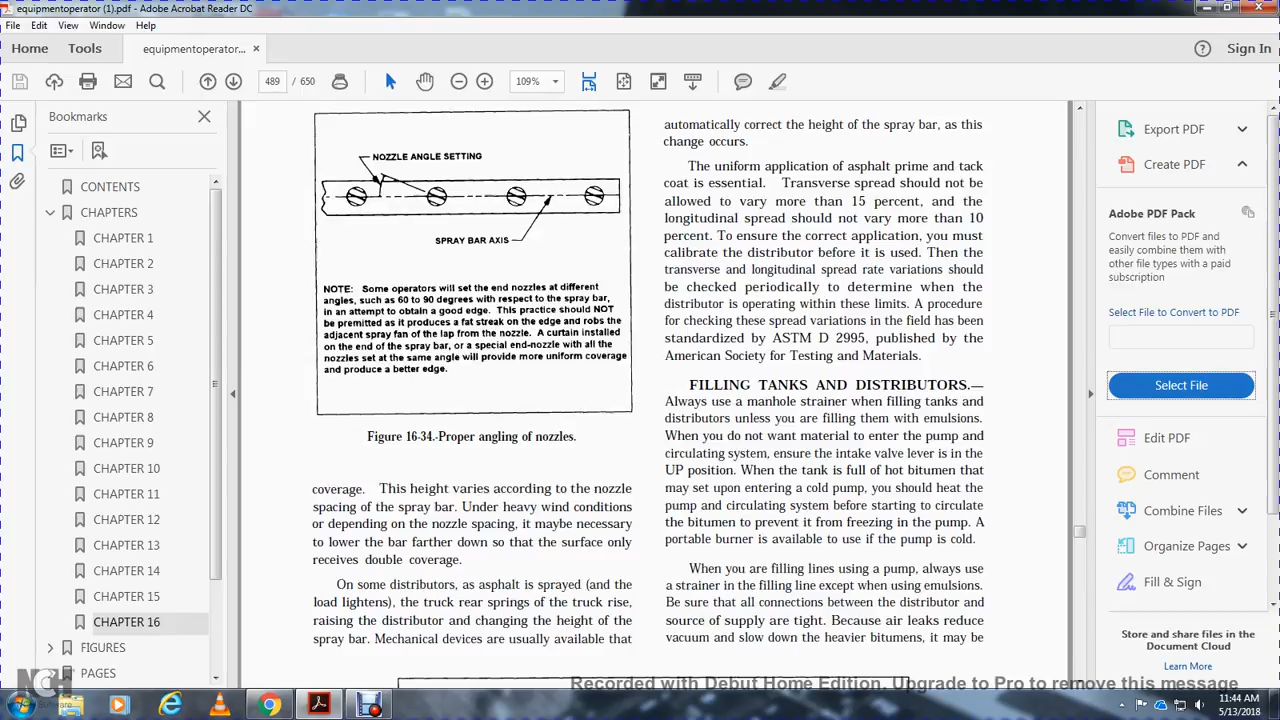 equipmentoperator (1).pdf - Adobe Acrobat Reader DC
File Edit View Window Help
Home Tools equipmentoperator... × Sign In
489 / 650 109%
Bookmarks
CONTENTS
CHAPTERS
CHAPTER 1
CHAPTER 2
CHAPTER 3
CHAPTER 4
CHAPTER 5
CHAPTER 6
CHAPTER 7
CHAPTER 8
CHAPTER 9
CHAPTER 10
CHAPTER 11
CHAPTER 12
CHAPTER 13
CHAPTER 14
CHAPTER 15
CHAPTER 16
FIGURES
PAGES
NOZZLE ANGLE SETTING
SPRAY BAR AXIS
NOTE: Some operators will set the end nozzles at different
angles, such as 60 to 90 degrees with respect to the spray bar,
in an attempt to obtain a good edge. This practice should NOT
be premitted as it produces a fat streak on the edge and robs the
adjacent spray fan of the lap from the nozzle. A curtain installed
on the end of the spray bar, or a special end-nozzle with all the
nozzles set at the same angle will provide more uniform coverage
and produce a better edge.
Figure 16-34.-Proper angling of nozzles.
coverage. This height varies according to the nozzle
spacing of the spray bar. Under heavy wind conditions
or depending on the nozzle spacing, it maybe necessary
to lower the bar farther down so that the surface only
receives double coverage.
On some distributors, as asphalt is sprayed (and the
load lightens), the truck rear springs of the truck rise,
raising the distributor and changing the height of the
spray bar. Mechanical devices are usually available that
automatically correct the height of the spray bar, as this
change occurs.
The uniform application of asphalt prime and tack
coat is essential. Transverse spread should not be
allowed to vary more than 15 percent, and the
longitudinal spread should not vary more than 10
percent. To ensure the correct application, you must
calibrate the distributor before it is used. Then the
transverse and longitudinal spread rate variations should
be checked periodically to determine when the
distributor is operating within these limits. A procedure
for checking these spread variations in the field has been
standardized by ASTM D 2995, published by the
American Society for Testing and Materials.
FILLING TANKS AND DISTRIBUTORS.—
Always use a manhole strainer when filling tanks and
distributors unless you are filling them with emulsions.
When you do not want material to enter the pump and
circulating system, ensure the intake valve lever is in the
UP position. When the tank is full of hot bitumen that
may set upon entering a cold pump, you should heat the
pump and circulating system before starting to circulate
the bitumen to prevent it from freezing in the pump. A
portable burner is available to use if the pump is cold.
When you are filling lines using a pump, always use
a strainer in the filling line except when using emulsions.
Be sure that all connections between the distributor and
source of supply are tight. Because air leaks reduce
vacuum and slow down the heavier bitumens, it may be
Export PDF
Create PDF
Adobe PDF Pack
Convert files to PDF and
easily combine them with
other file types with a paid
subscription
Select File to Convert to PDF
Select File
Edit PDF
Comment
Combine Files
Organize Pages
Fill & Sign
Store and share files in the
Document Cloud
Learn More
NCH Software
Recorded with Debut Home Edition. Upgrade to Pro to remove this message
11:44 AM
5/13/2018